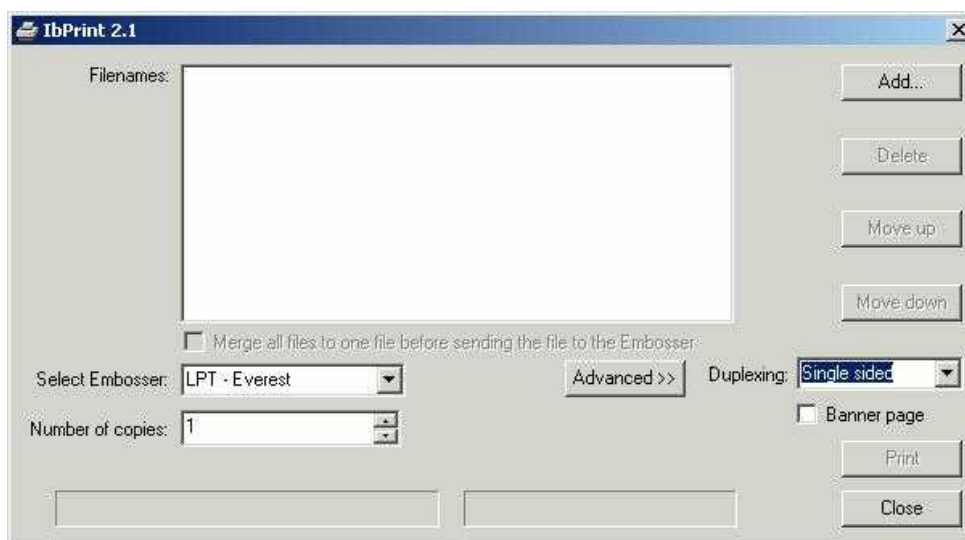 IbPrint 2.1
Filenames:
Add...
Delete
Move up
Move down
Merge all files to one file before sending the file to the Embosser
Select Embosser: LPT - Everest
Advanced >>
Duplexing: Single sided
Number of copies: 1
Banner page
Print
Close